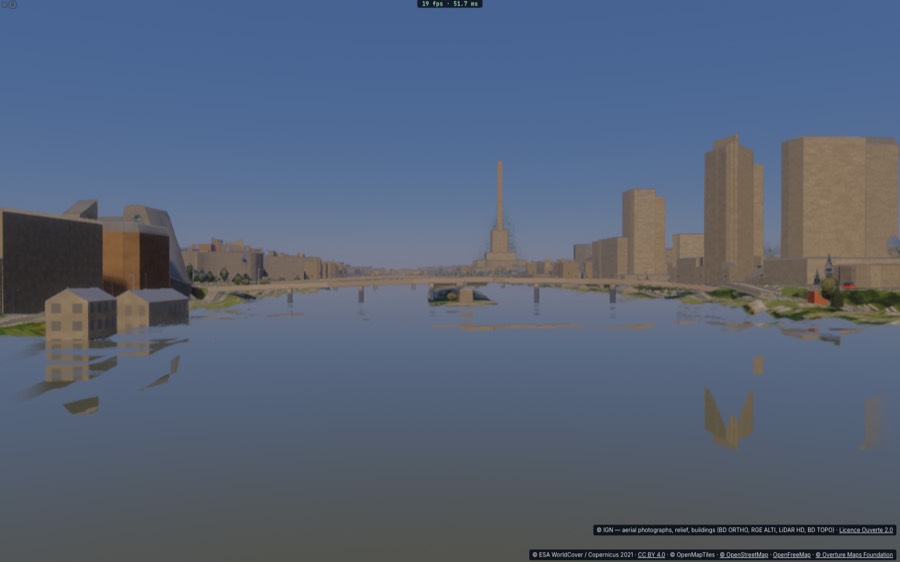 19 fps · 51.7 ms
© IGN — aerial photographs, relief, buildings (BD ORTHO, RGE ALTI, LiDAR HD, BD TOPO) · Licence Ouverte 2.0
© ESA WorldCover / Copernicus 2021 · CC BY 4.0 · © OpenMapTiles · © OpenStreetMap · OpenFreeMap · © Overture Maps Foundation